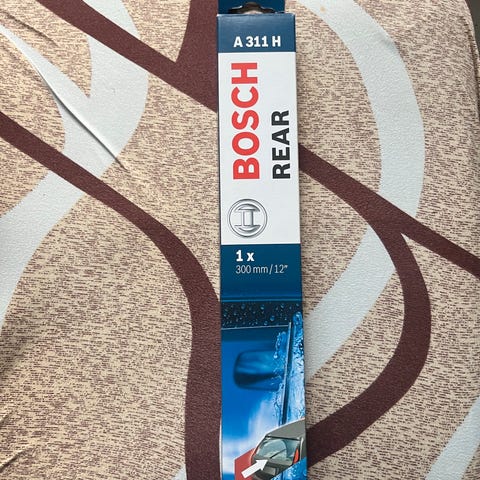 A 311 H
BOSCH
REAR
1 x
300 mm / 12"